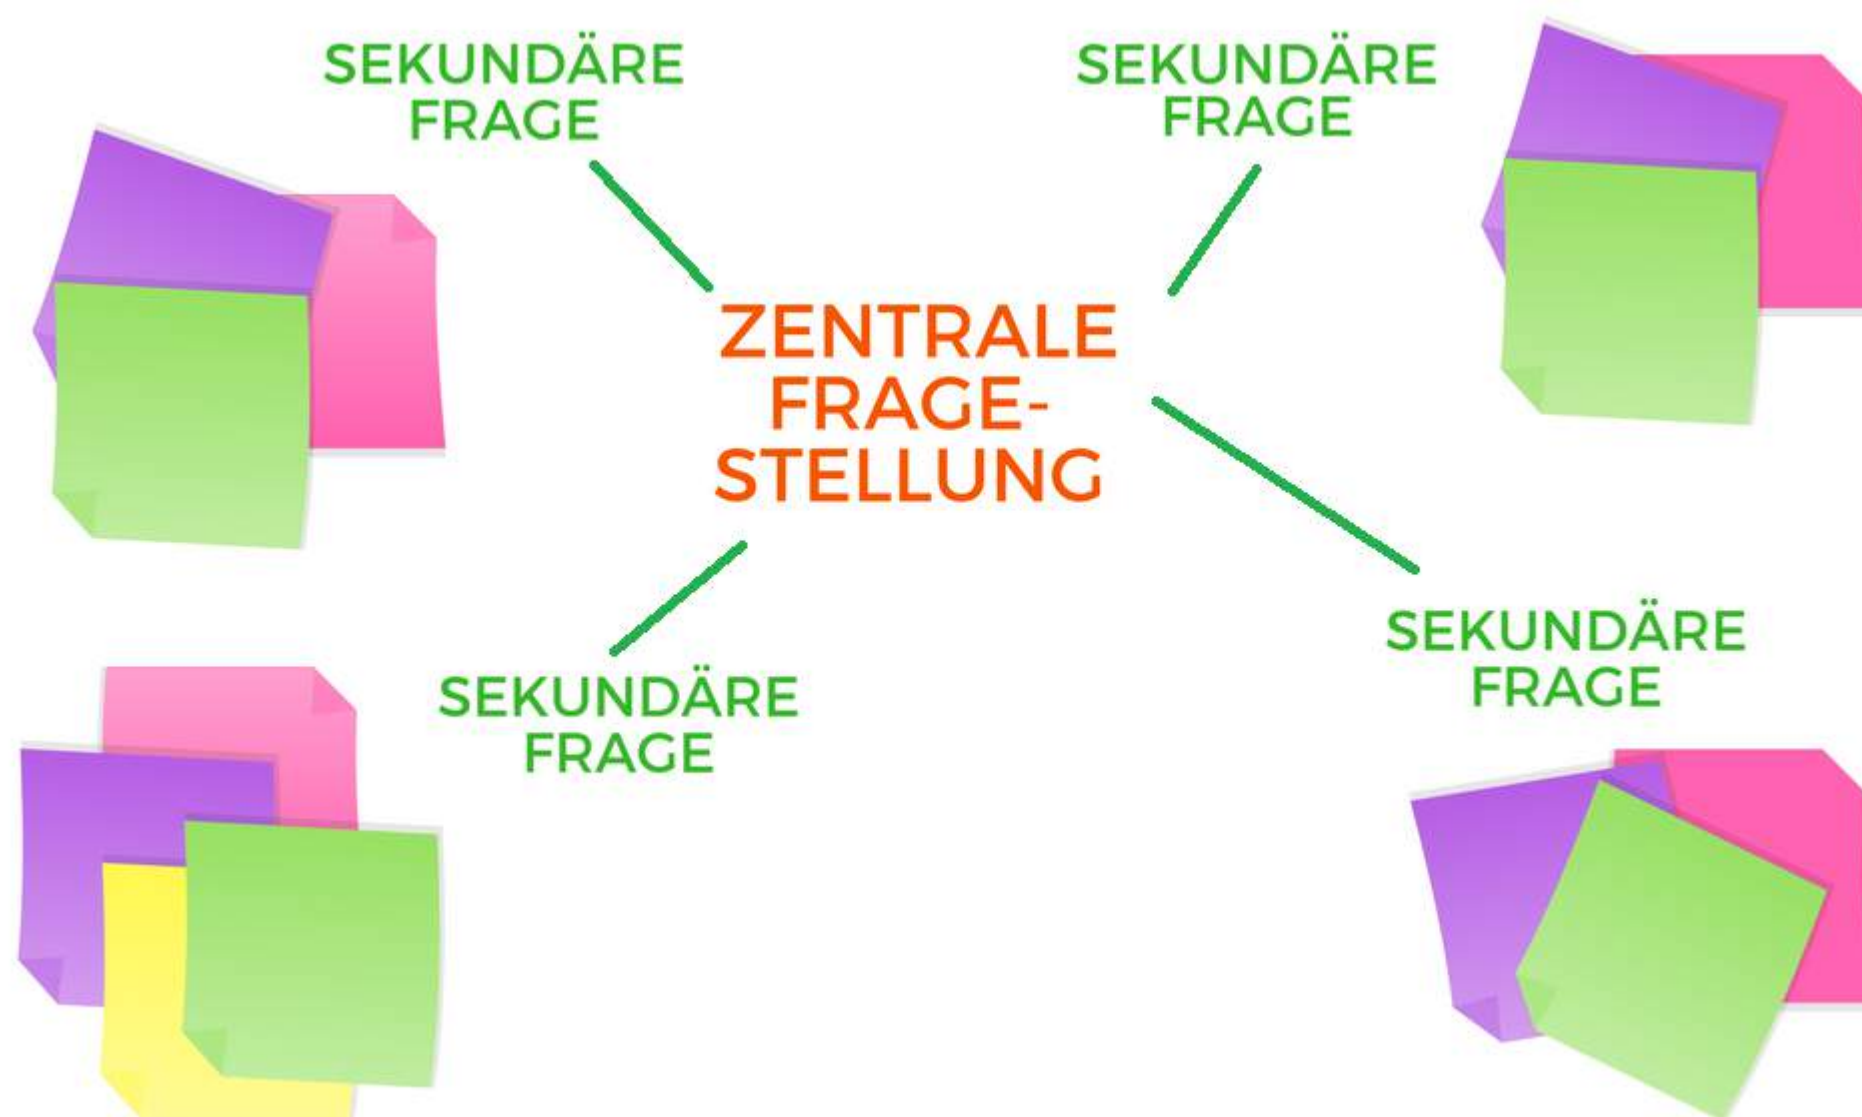 SEKUNDÄRE
FRAGE
SEKUNDÄRE
FRAGE
ZENTRALE
FRAGE-
STELLUNG
SEKUNDÄRE
FRAGE
SEKUNDÄRE
FRAGE